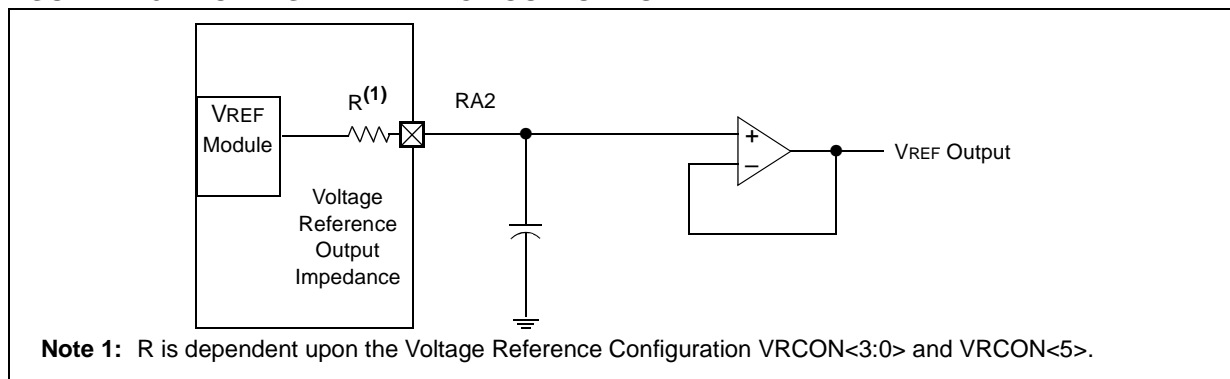 R(1)
RA2
VREF
Module
+
−
VREF Output
Voltage
Reference
Output
Impedance
Note 1: R is dependent upon the Voltage Reference Configuration VRCON<3:0> and VRCON<5>.